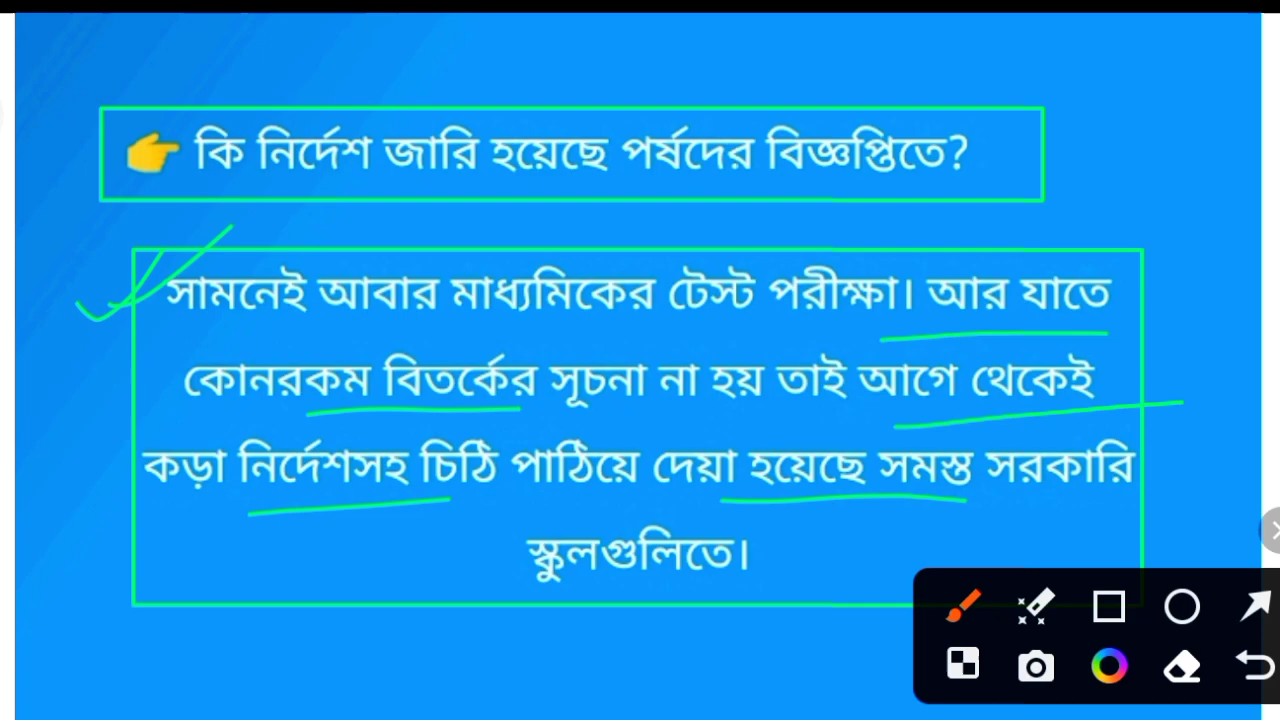 👉 কি নির্দেশ জারি হয়েছে পর্ষদের বিজ্ঞপ্তিতে?
সামনেই আবার মাধ্যমিকের টেস্ট পরীক্ষা। আর যাতে
কোনরকম বিতর্কের সূচনা না হয় তাই আগে থেকেই
কড়া নির্দেশসহ চিঠি পাঠিয়ে দেয়া হয়েছে সমস্ত সরকারি
স্কুলগুলিতে।